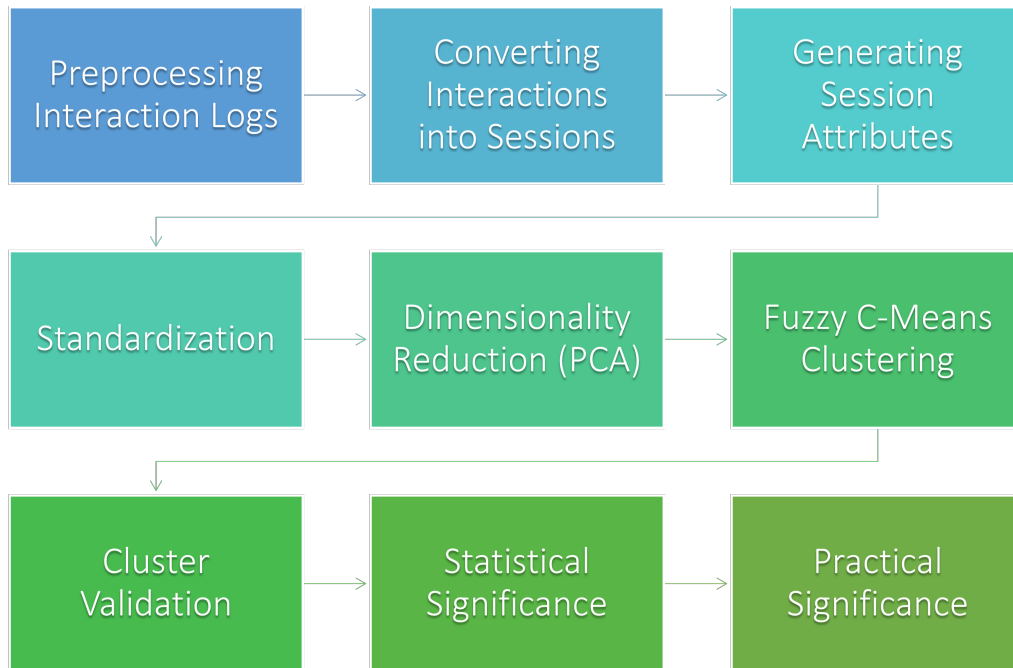 Preprocessing
Interaction Logs
Converting
Interactions
into Sessions
Generating
Session
Attributes
Standardization
Dimensionality
Reduction (PCA)
Fuzzy C-Means
Clustering
Cluster
Validation
Statistical
Significance
Practical
Significance